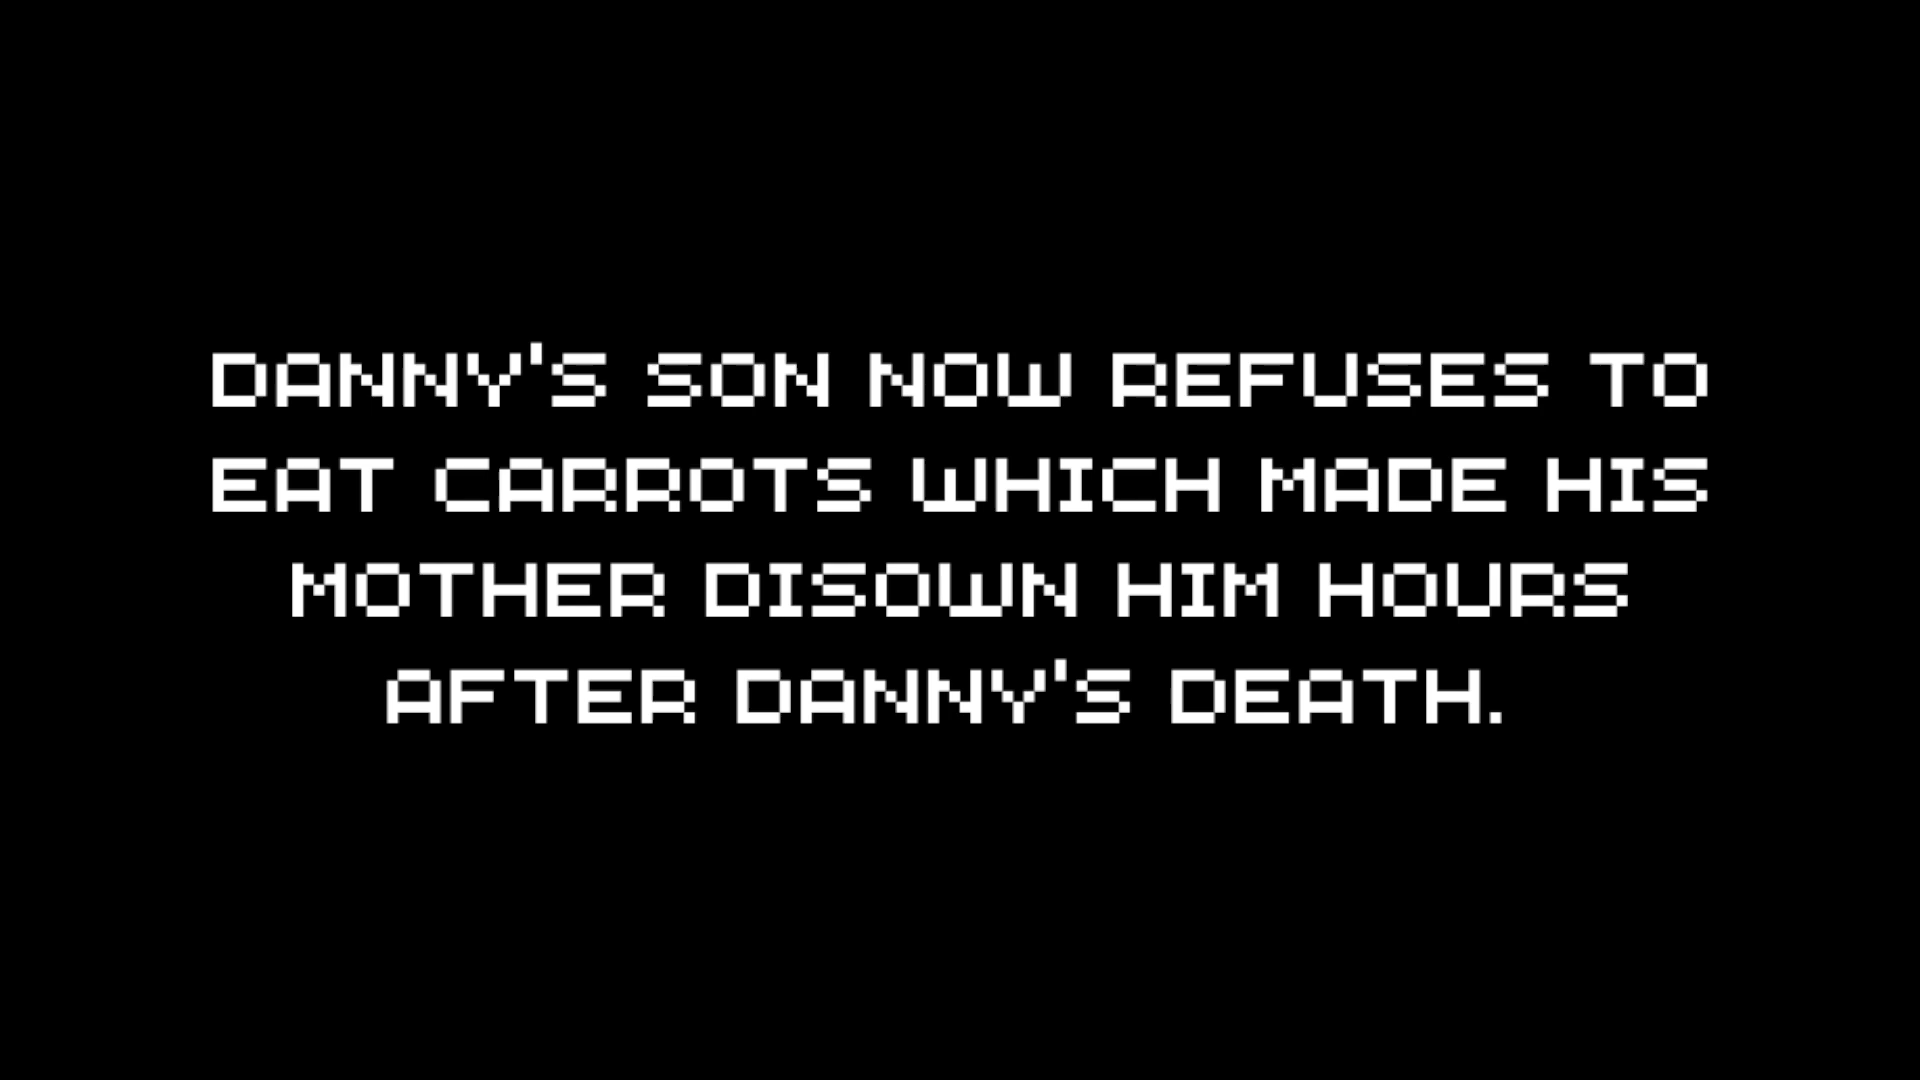 DANNY'S SON NOW REFUSES TO
EAT CARROTS WHICH MADE HIS
MOTHER DISOWN HIM HOURS
AFTER DANNY'S DEATH.